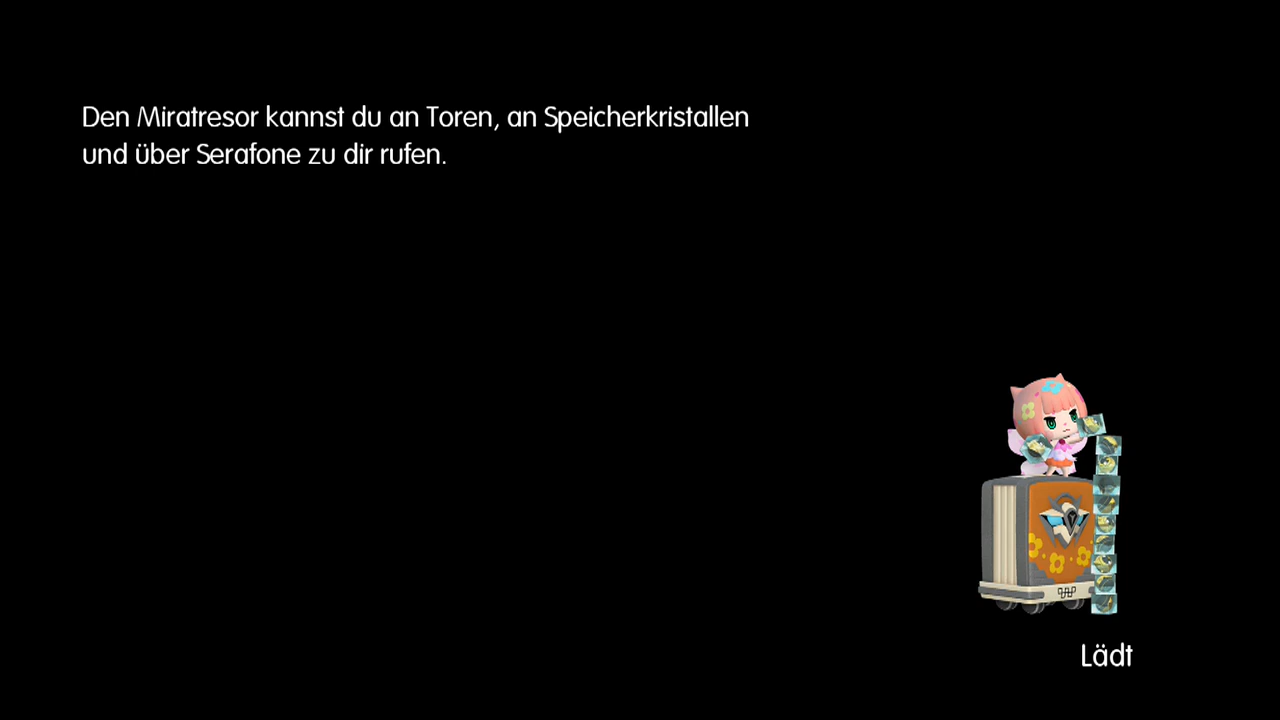 Den Miratresor kannst du an Toren, an Speicherkristallen
und über Serafone zu dir rufen.
Lädt